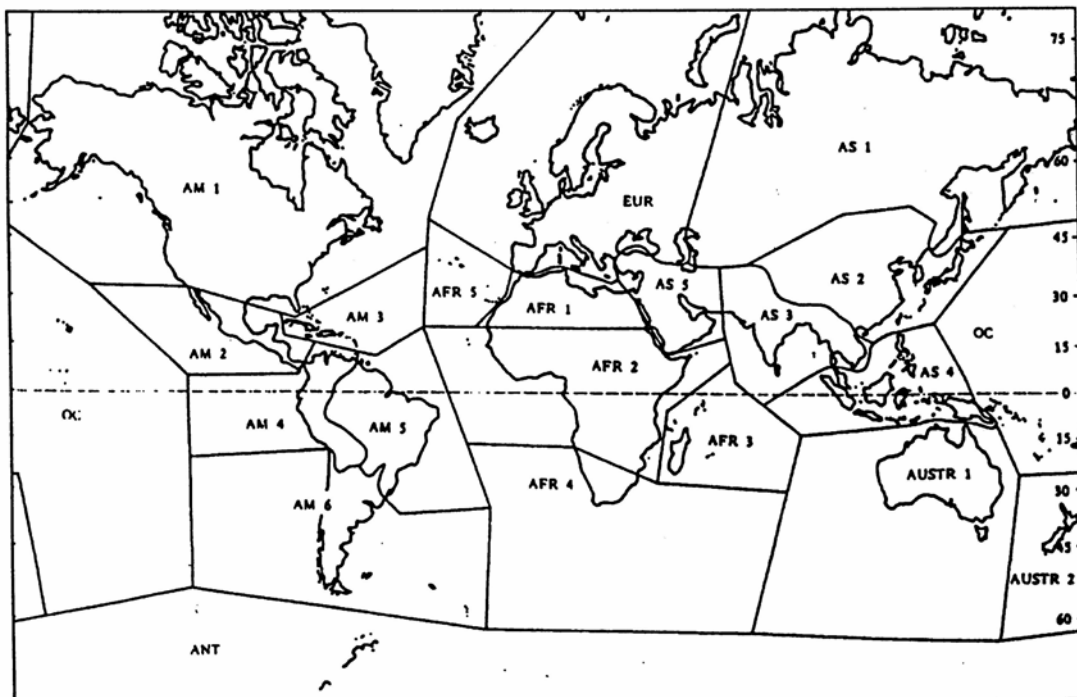 75
AS 1
60
AM 1
EUR
45
AFR 5
AS 5
AS 2
30
AM 3
AFR 1
AS 3
OC
AM 2
AFR 2
15
AS 4
0
OC
AM 4
AM 5
AFR 3
15
AUSTR 1
AFR 4
30
AM 6
45
AUSTR 2
60
ANT